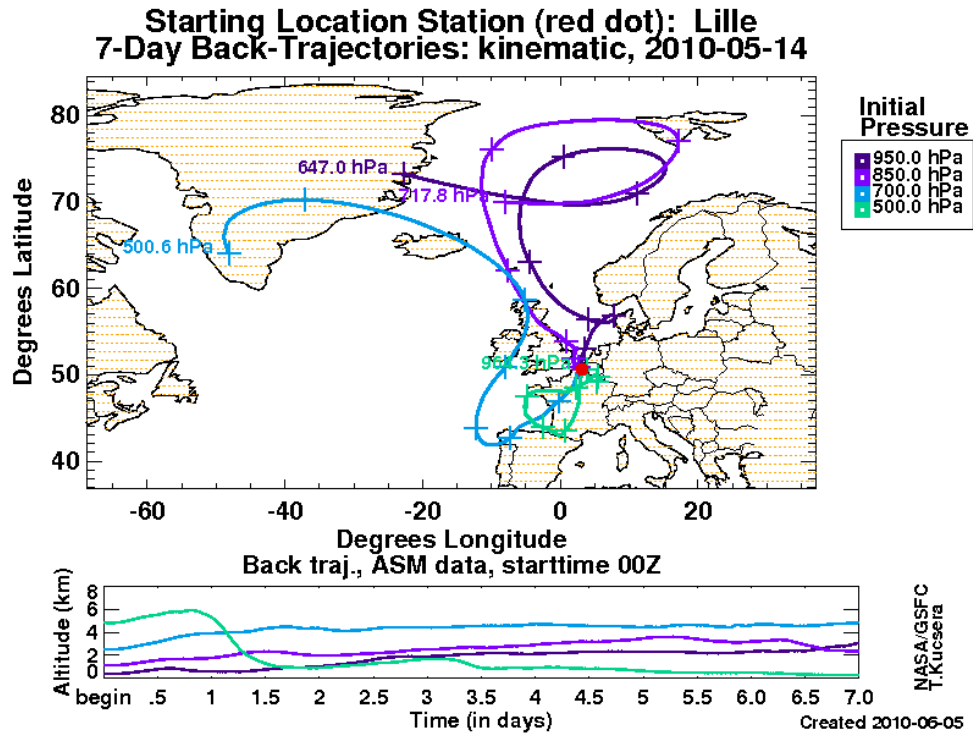 Starting Location Station (red dot): Lille
7-Day Back-Trajectories: kinematic, 2010-05-14
Degrees Latitude
80
70
60
50
40
647.0 hPa
717.8 hPa
500.6 hPa
-60
-40
-20
0
20
Degrees Longitude
Initial
Pressure
950.0 hPa
850.0 hPa
700.0 hPa
500.0 hPa
Back traj., ASM data, starttime 00Z
Altitude (km)
8
6
4
2
0
begin .5 1 1.5 2 2.5 3 3.5 4 4.5 5 5.5 6.0 6.5 7.0
Time (in days)
NASA/GSFC
T.Kucsera
Created 2010-06-05